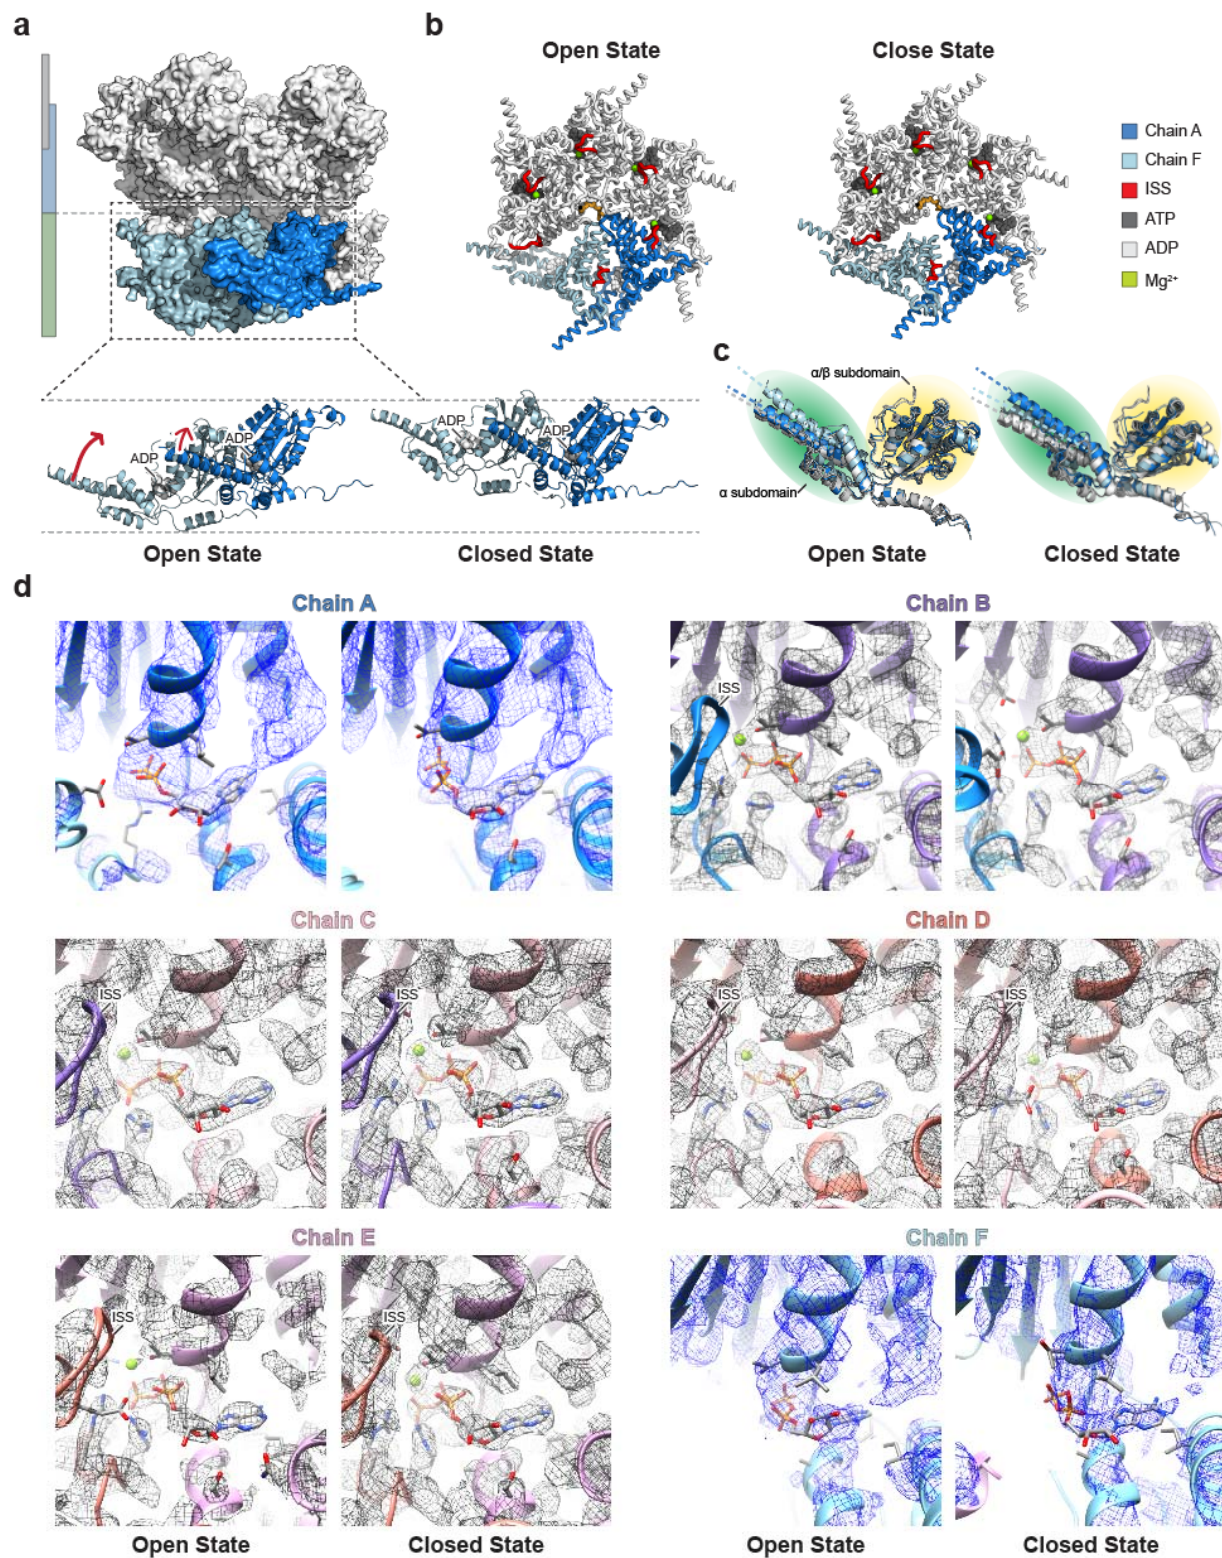 a
b
Open State
Close State
Chain A
Chain F
ISS
ATP
ADP
Mg²⁺
ADP
ADP
ADP
ADP
Open State
Closed State
c
α/β subdomain
α subdomain
Open State
Closed State
d
Chain A
Chain B
ISS
Chain C
ISS
ISS
Chain D
ISS
ISS
Chain E
ISS
ISS
Chain F
Open State
Closed State
Open State
Closed State